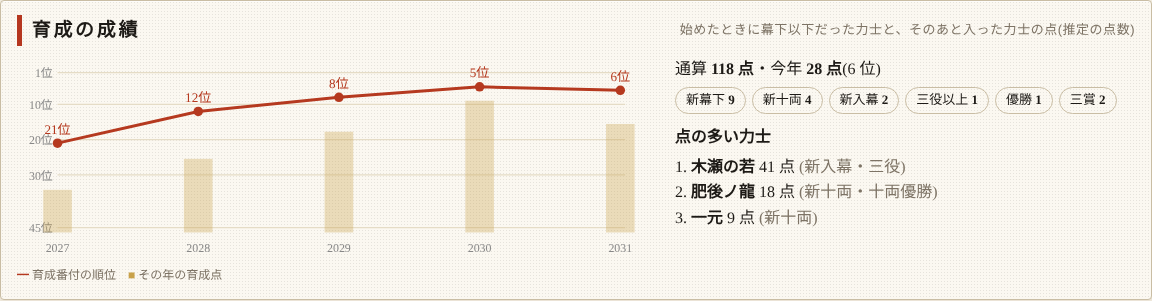 育成の成績
始めたときに幕下以下だった力士と、そのあと入った力士の点(推定の点数)
1位
10位
20位
30位
45位
21位
12位
8位
5位
6位
2027
2028
2029
2030
2031
育成番付の順位
その年の育成点
通算 118 点・今年 28 点(6 位)
新幕下 9
新十両 4
新入幕 2
三役以上 1
優勝 1
三賞 2
点の多い力士
1. 木瀬の若 41 点 (新入幕・三役)
2. 肥後ノ龍 18 点 (新十両・十両優勝)
3. 一元 9 点 (新十両)